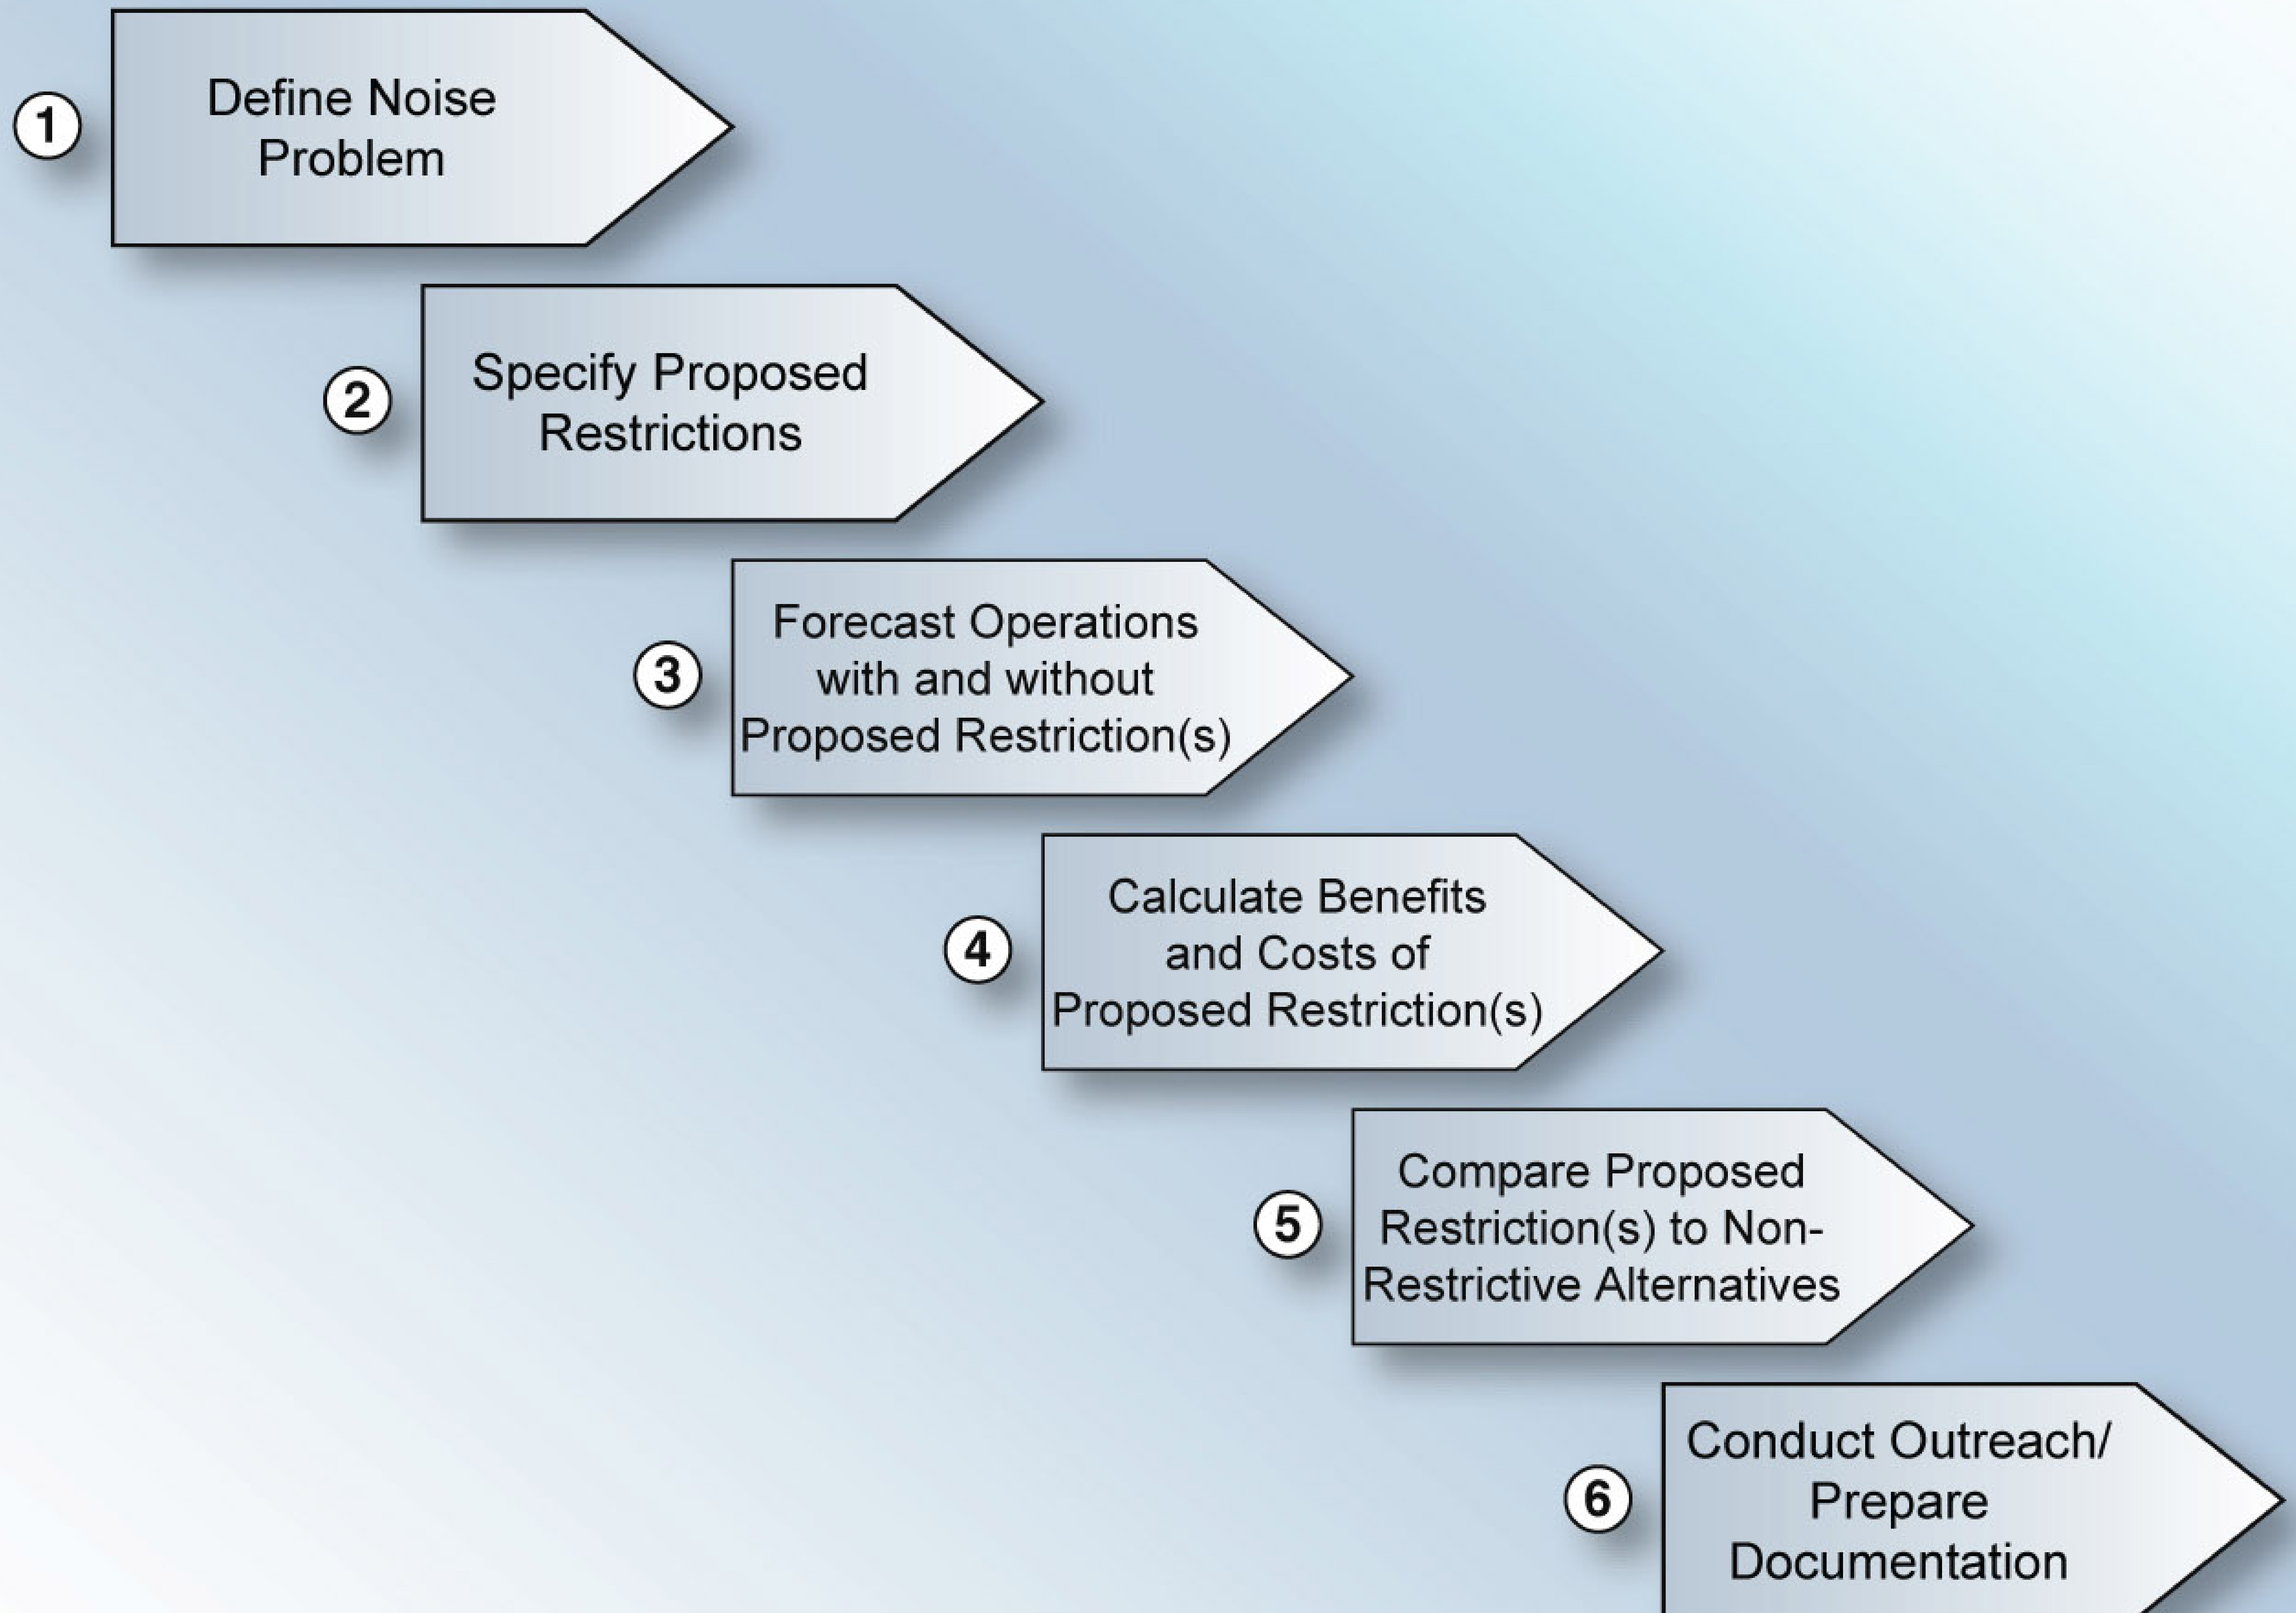 1
Define Noise
Problem
2
Specify Proposed
Restrictions
3
Forecast Operations
with and without
Proposed Restriction(s)
4
Calculate Benefits
and Costs of
Proposed Restriction(s)
5
Compare Proposed
Restriction(s) to Non-
Restrictive Alternatives
6
Conduct Outreach/
Prepare
Documentation